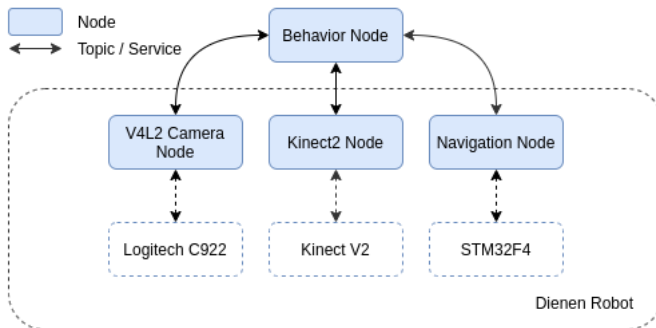 Node
Topic / Service
Behavior Node
V4L2 Camera
Node
Kinect2 Node
Navigation Node
Logitech C922
Kinect V2
STM32F4
Dienen Robot